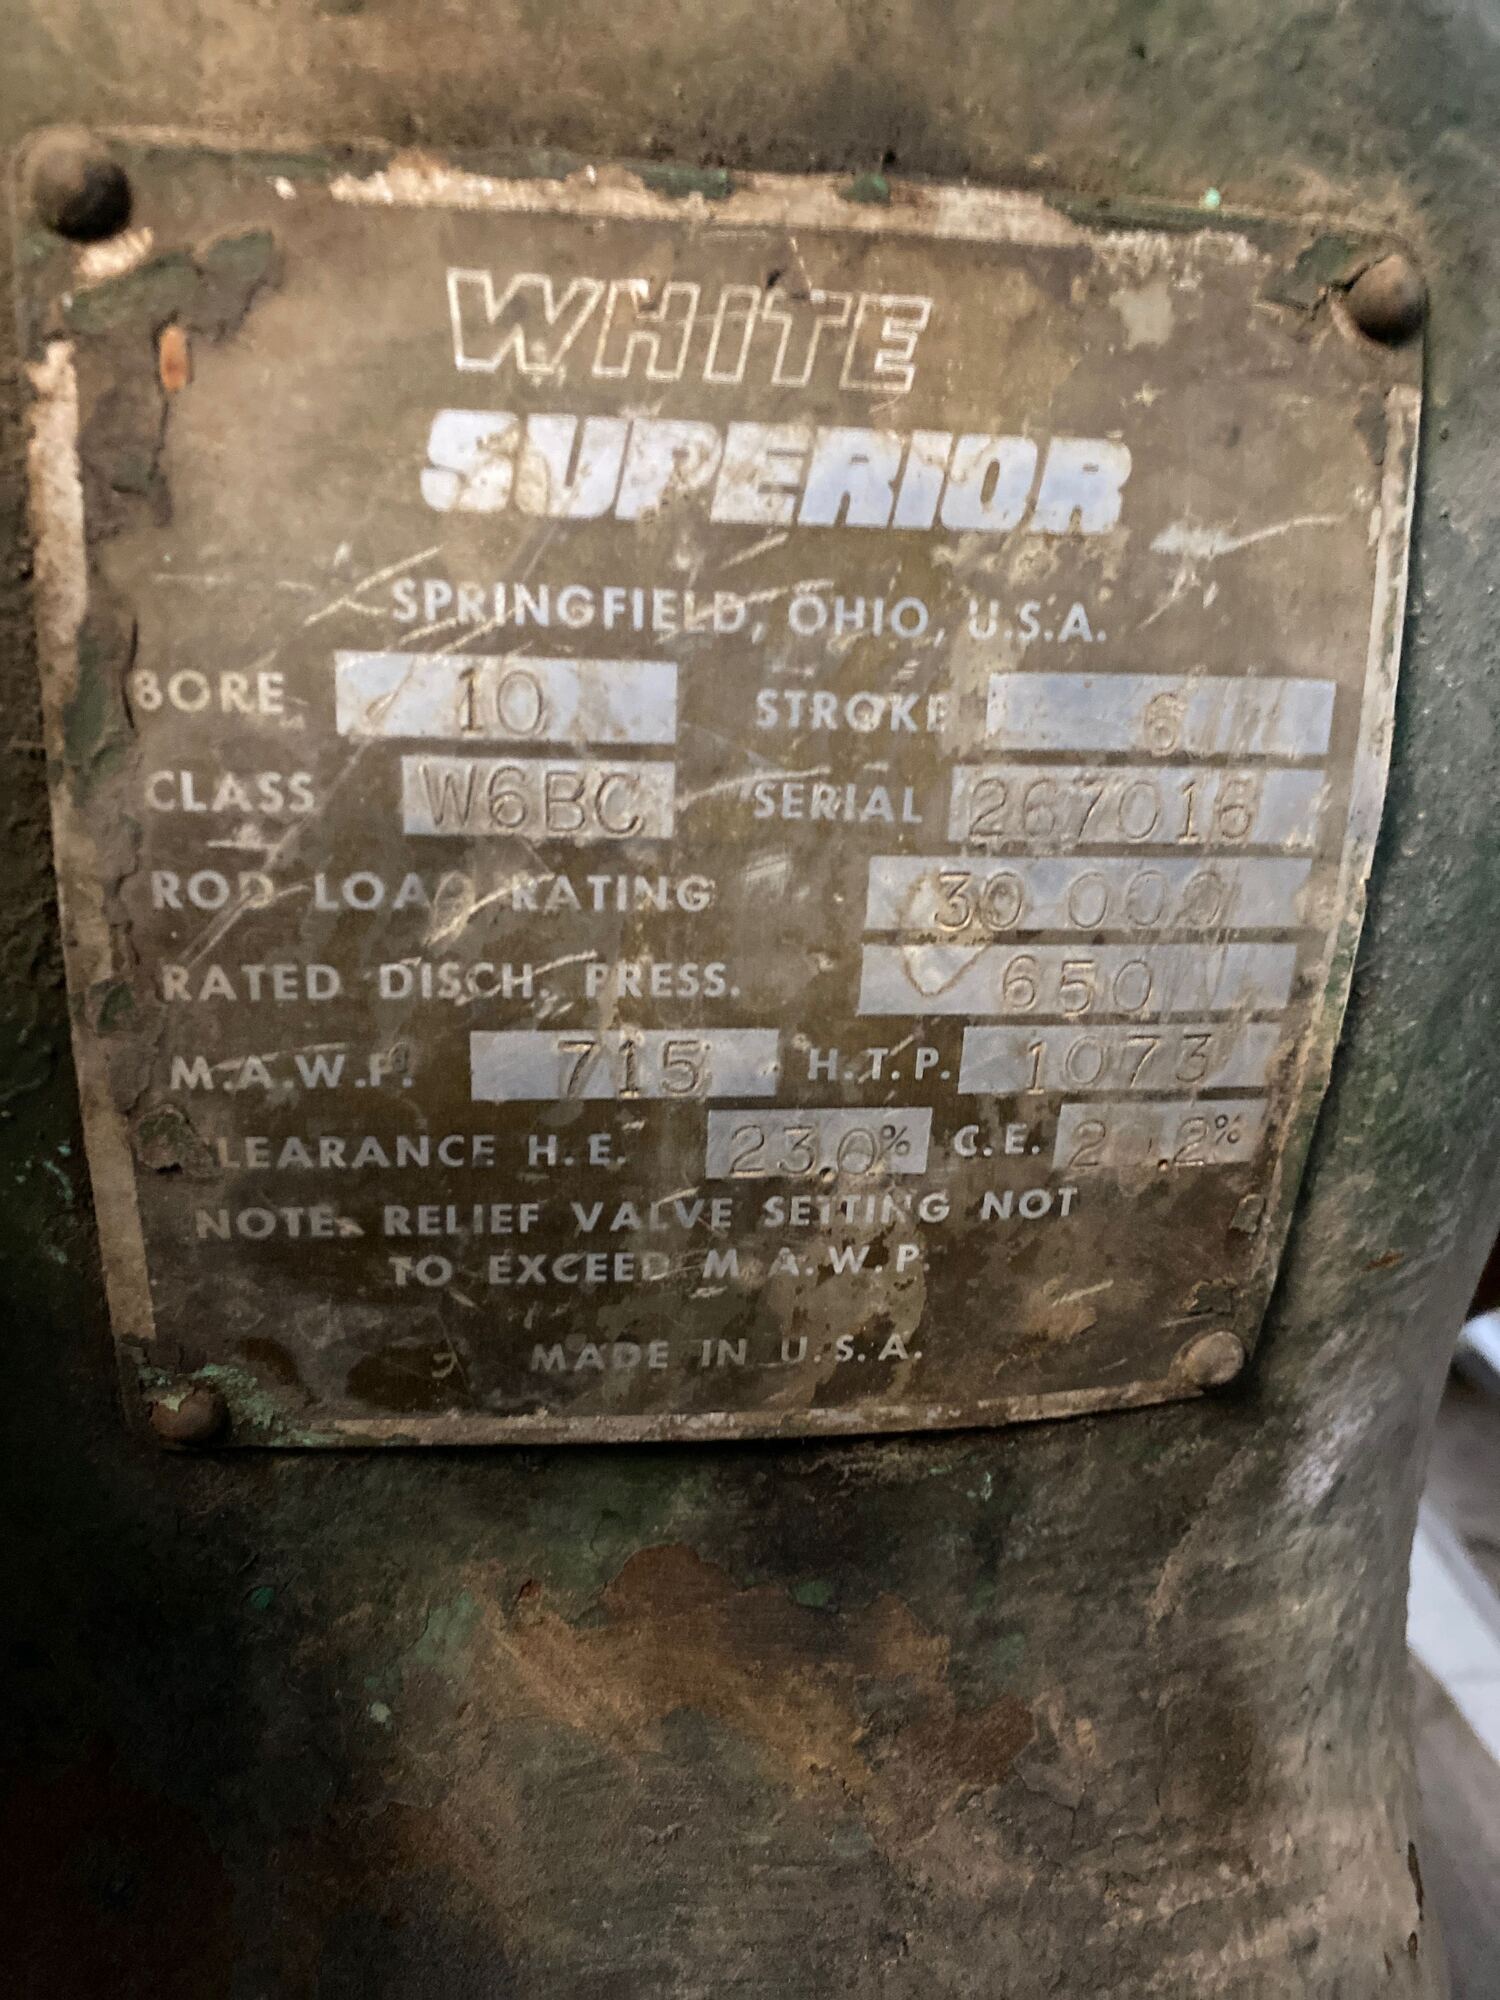 WHITE
SUPERIOR
SPRINGFIELD, OHIO, U.S.A.
BORE 10 STROKE 6
CLASS W6BC SERIAL 267016
ROD LOAD RATING 30 000
RATED DISCH. PRESS. 650
M.A.W.P. 715 H.T.P. 1073
CLEARANCE H.E. 23.0% C.E.
NOTE. RELIEF VALVE SETTING NOT
TO EXCEED M.A.W.P.
MADE IN U.S.A.